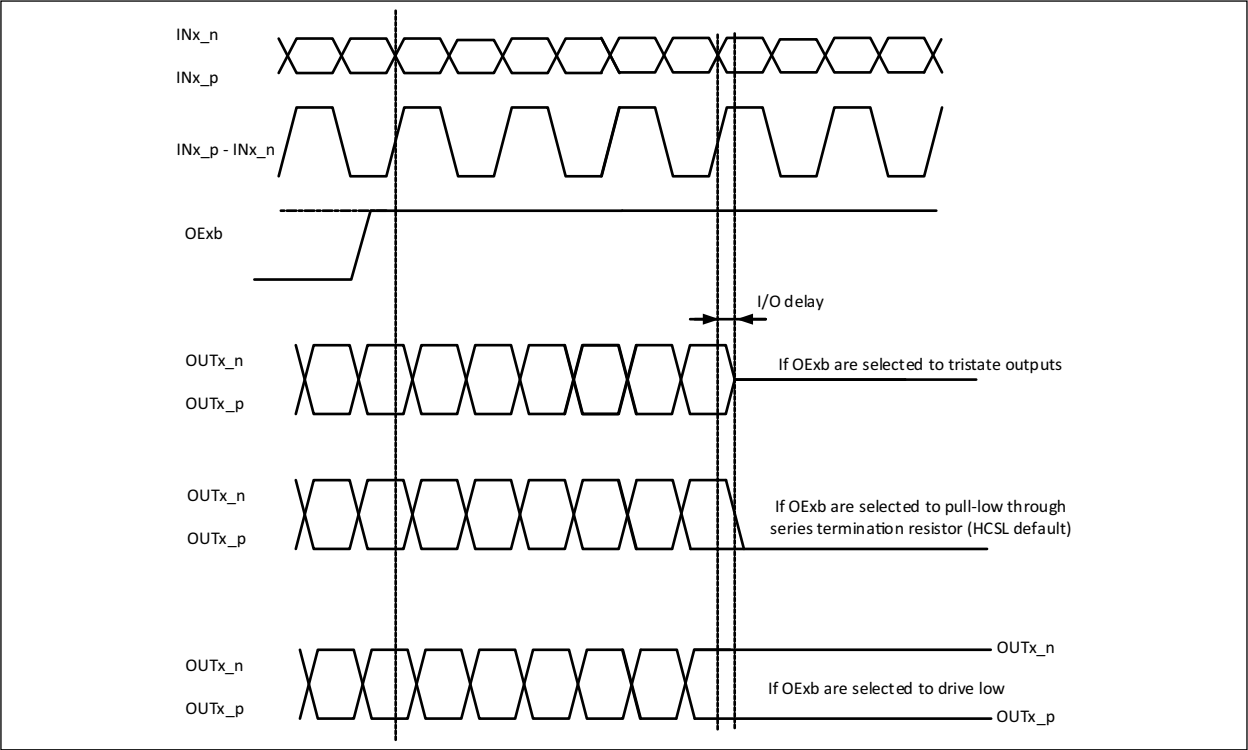 INx_n
INx_p
INx_p - INx_n
OExb
I/O delay
OUTx_n
If OExb are selected to tristate outputs
OUTx_p
OUTx_n
If OExb are selected to pull-low through
series termination resistor (HCSL default)
OUTx_p
OUTx_n
OUTx_n
If OExb are selected to drive low
OUTx_p
OUTx_p